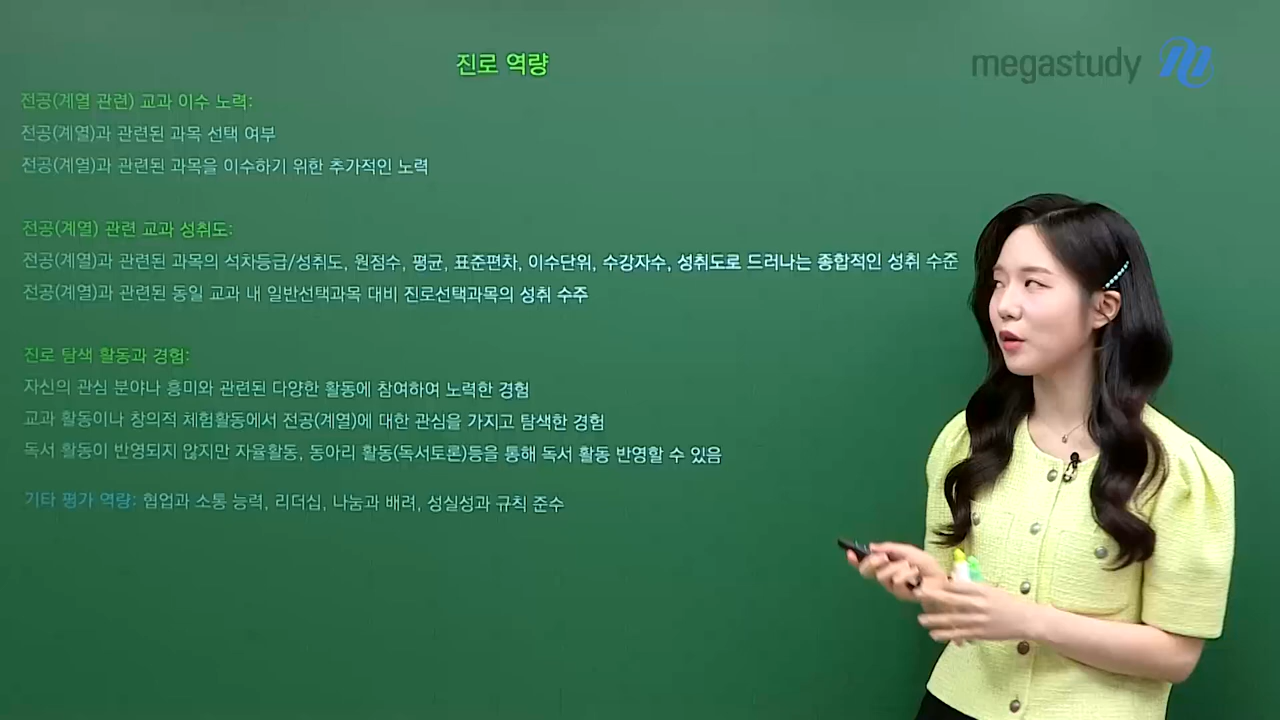 진로 역량
megastudy
전공(계열 관련) 교과 이수 노력:
전공(계열)과 관련된 과목 선택 여부
전공(계열)과 관련된 과목을 이수하기 위한 추가적인 노력
전공(계열) 관련 교과 성취도:
전공(계열)과 관련된 과목의 석차등급/성취도, 원점수, 평균, 표준편차, 이수단위, 수강자수, 성취도로 드러나는 종합적인 성취 수준
전공(계열)과 관련된 동일 교과 내 일반선택과목 대비 진로선택과목의 성취 수주
진로 탐색 활동과 경험:
자신의 관심 분야나 흥미와 관련된 다양한 활동에 참여하여 노력한 경험
교과 활동이나 창의적 체험활동에서 전공(계열)에 대한 관심을 가지고 탐색한 경험
독서 활동이 반영되지 않지만 자율활동, 동아리 활동(독서토론)등을 통해 독서 활동 반영할 수 있음
기타 평가 역량: 협업과 소통 능력, 리더십, 나눔과 배려, 성실성과 규칙 준수